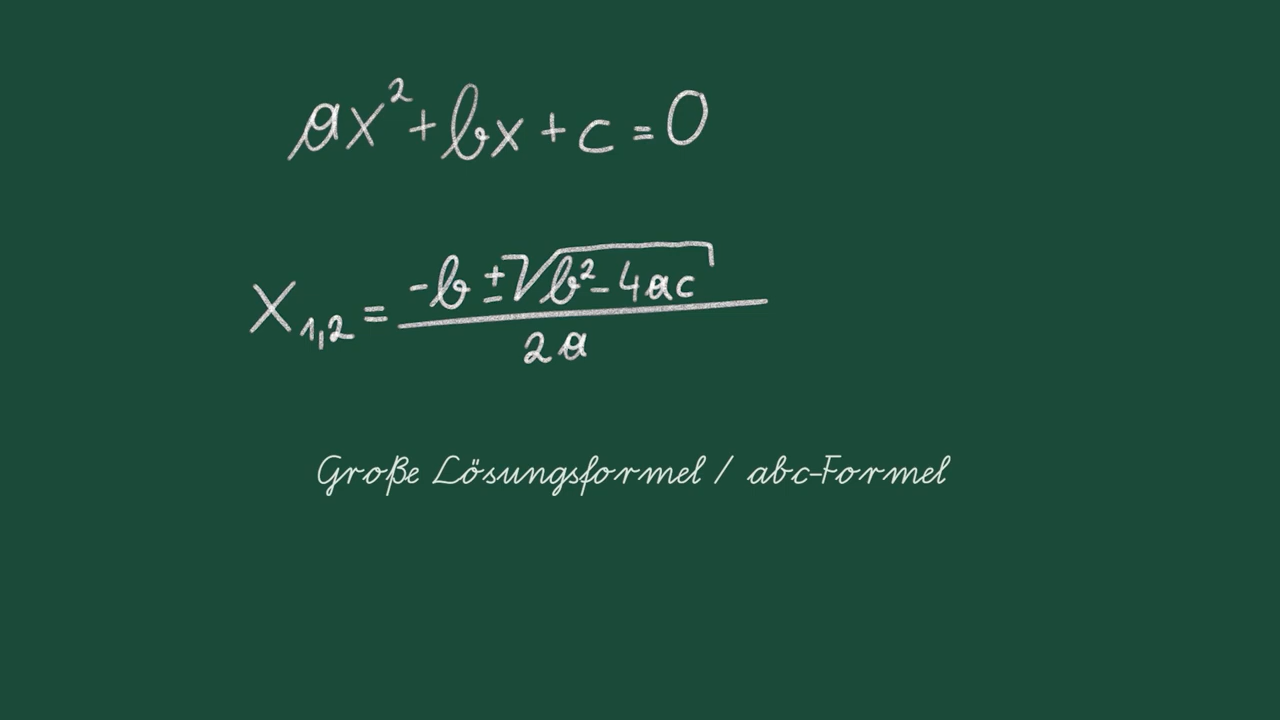 ax²+bx+c=0
x₁,₂=(-b±√(b²-4ac))/(2a)
Große Lösungsformel / abc-Formel